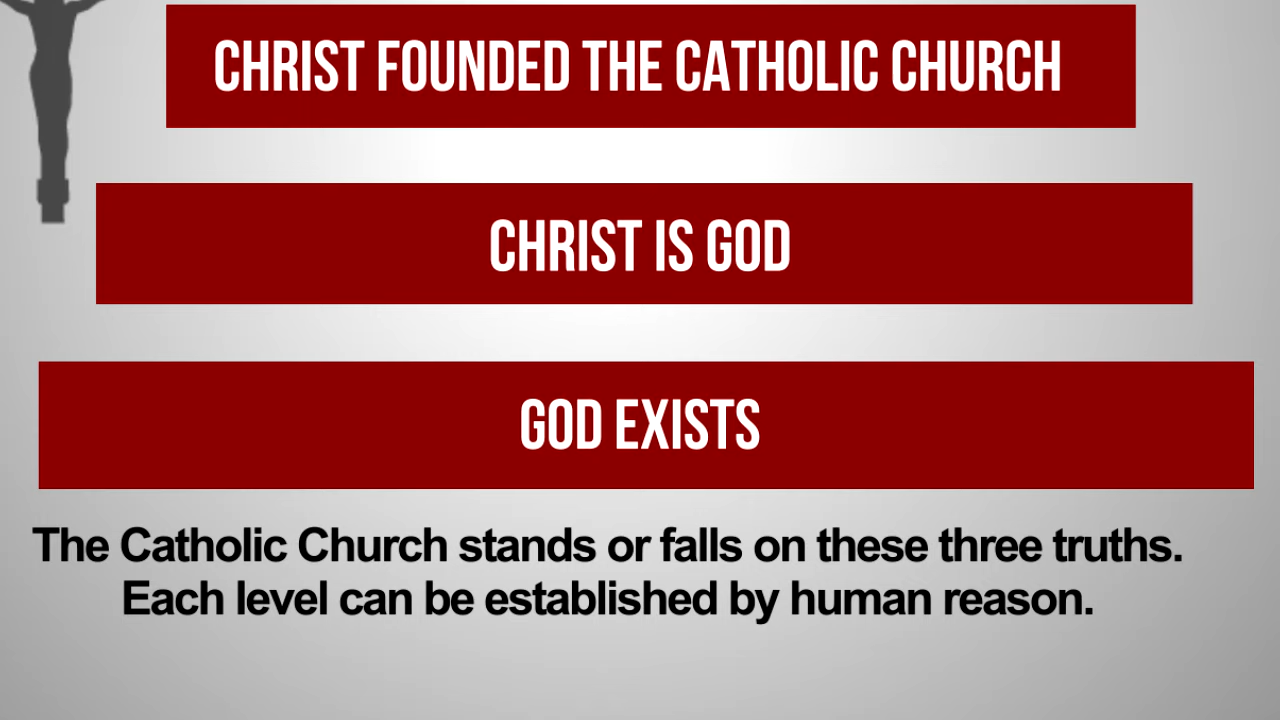 CHRIST FOUNDED THE CATHOLIC CHURCH
CHRIST IS GOD
GOD EXISTS
The Catholic Church stands or falls on these three truths.
Each level can be established by human reason.